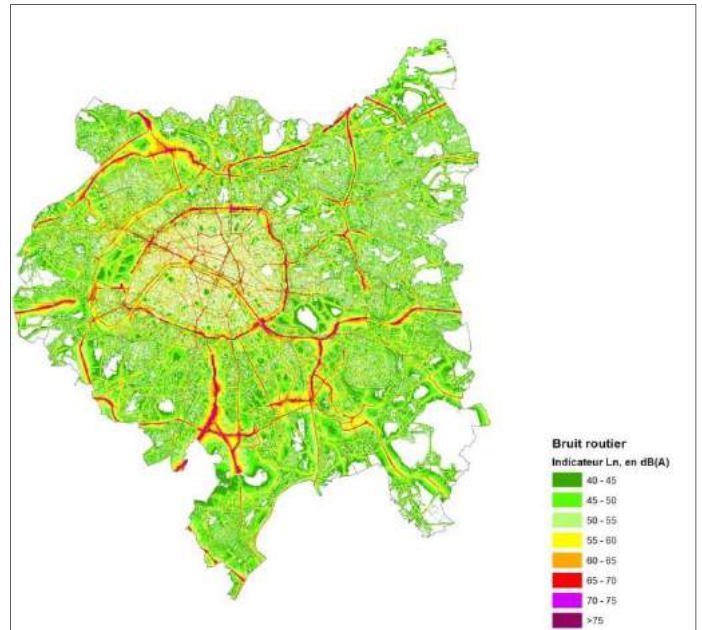 Bruit routier
Indicateur Ln, en dB(A)
40 - 45
45 - 50
50 - 55
55 - 60
60 - 65
65 - 70
70 - 75
>75